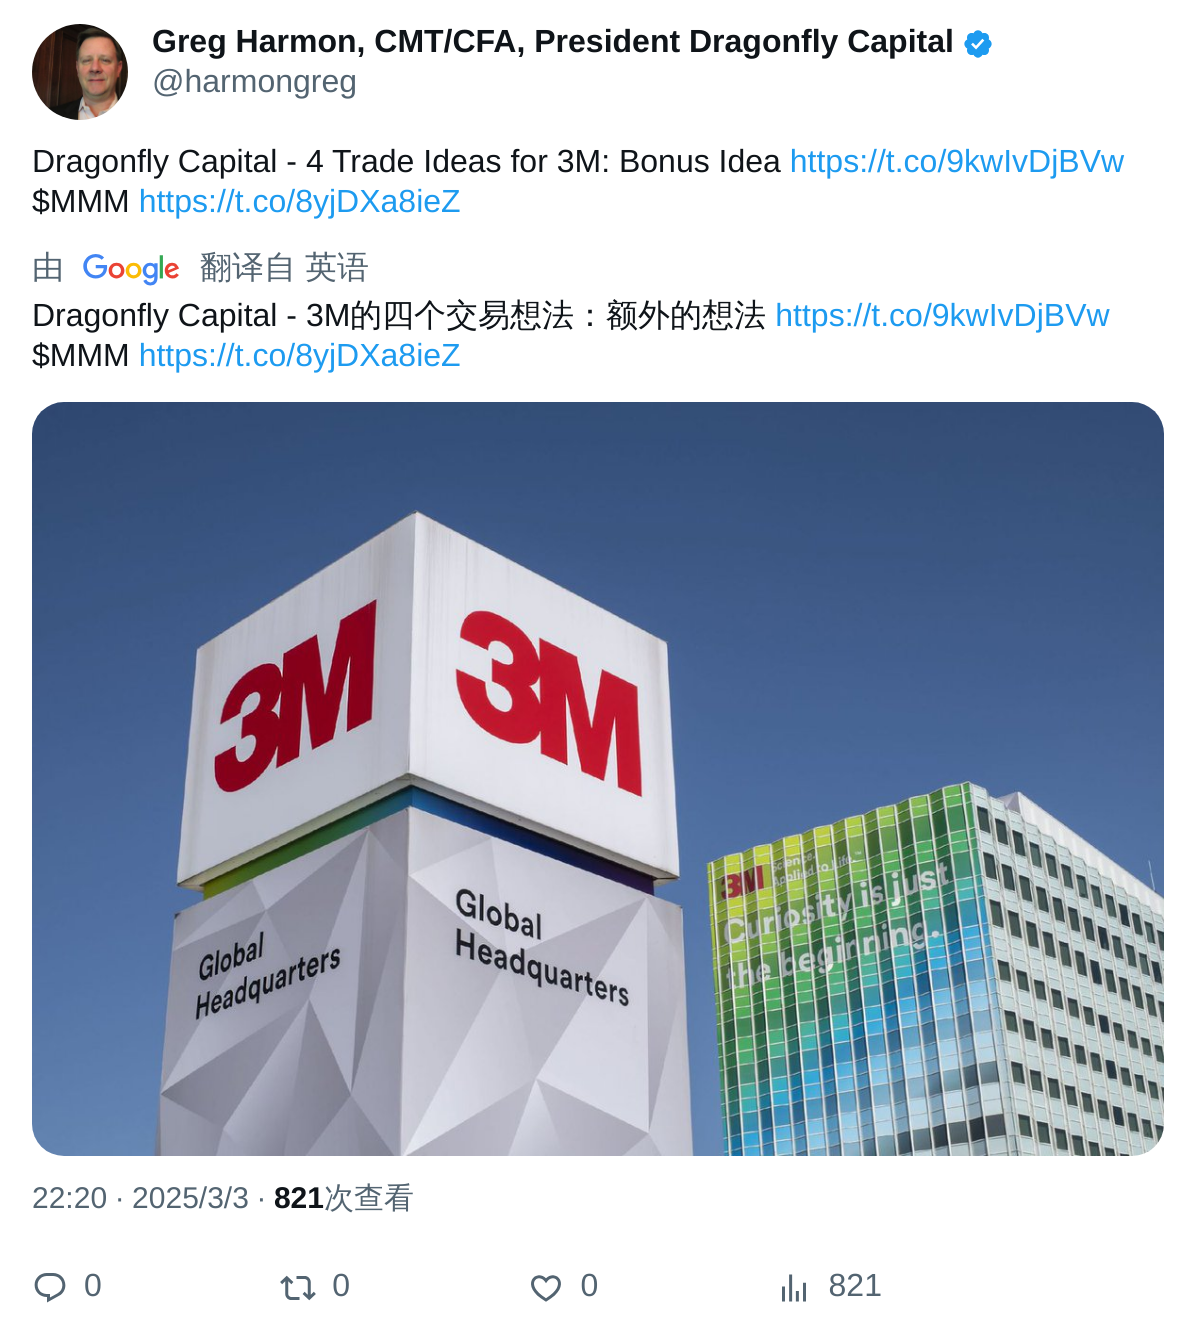 Greg Harmon, CMT/CFA, President Dragonfly Capital
@harmongreg
Dragonfly Capital - 4 Trade Ideas for 3M: Bonus Idea https://t.co/9kwIvDjBVw
$MMM https://t.co/8yjDXa8ieZ
由 Google 翻译自 英语
Dragonfly Capital - 3M的四个交易想法：额外的想法 https://t.co/9kwIvDjBVw
$MMM https://t.co/8yjDXa8ieZ
3M
3M
Global
Headquarters
Global
Headquarters
3M Science.
Applied to Life.™
Curiosity is just
the beginning.
22:20 · 2025/3/3 · 821次查看
0 0 0 821